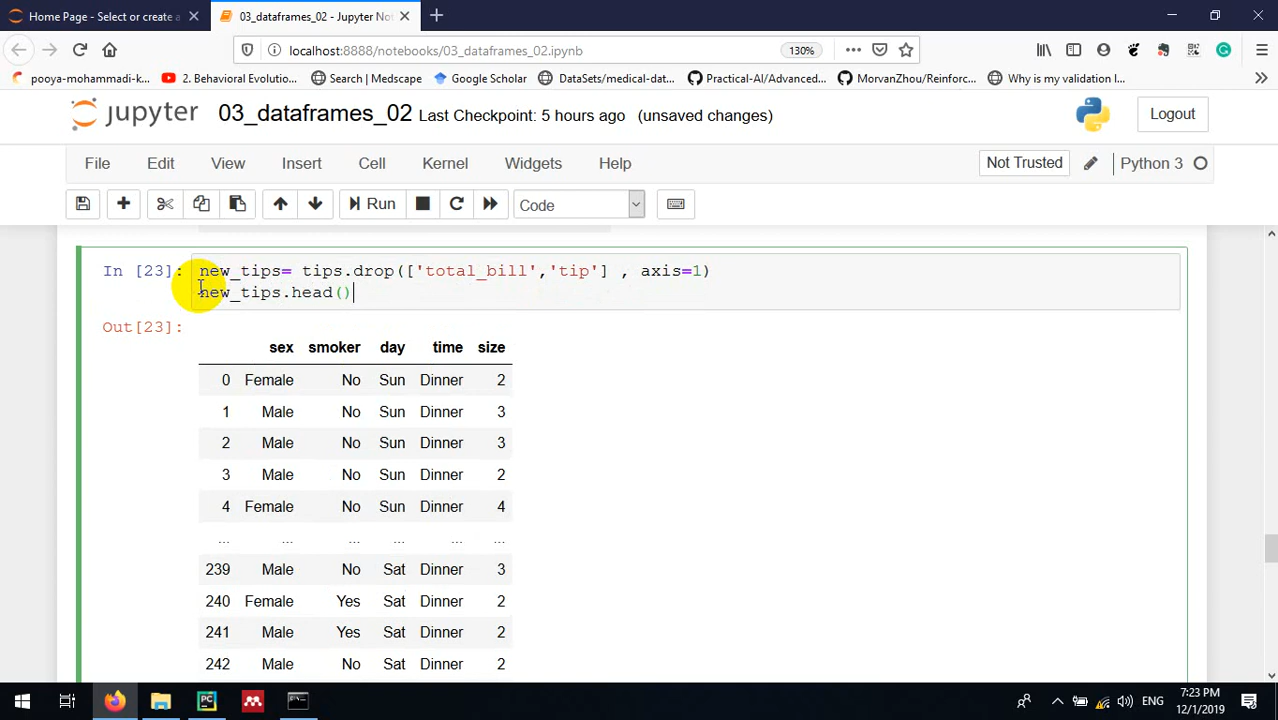 Home Page - Select or create a
03_dataframes_02 - Jupyter Not
localhost:8888/notebooks/03_dataframes_02.ipynb
130%
pooya-mohammadi-k...
2. Behavioral Evolutio...
Search | Medscape
Google Scholar
DataSets/medical-dat...
Practical-AI/Advanced...
MorvanZhou/Reinforc...
Why is my validation l...
jupyter
03_dataframes_02 Last Checkpoint: 5 hours ago (unsaved changes)
Logout
File Edit View Insert Cell Kernel Widgets Help
Not Trusted
Python 3
Run
Code
In [23]: new_tips= tips.drop(['total_bill','tip'] , axis=1)
new_tips.head()
Out[23]:
sex smoker day time size
0 Female No Sun Dinner 2
1 Male No Sun Dinner 3
2 Male No Sun Dinner 3
3 Male No Sun Dinner 2
4 Female No Sun Dinner 4
... ... ... ... ... ...
239 Male No Sat Dinner 3
240 Female Yes Sat Dinner 2
241 Male Yes Sat Dinner 2
242 Male No Sat Dinner 2
ENG
7:23 PM
12/1/2019